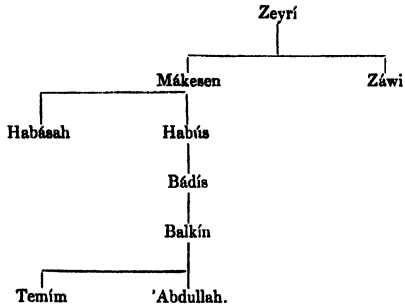 Zeyrí
Mákesen Záwi
Habásah Habús
Bádís
Balkín
Temím 'Abdullah.